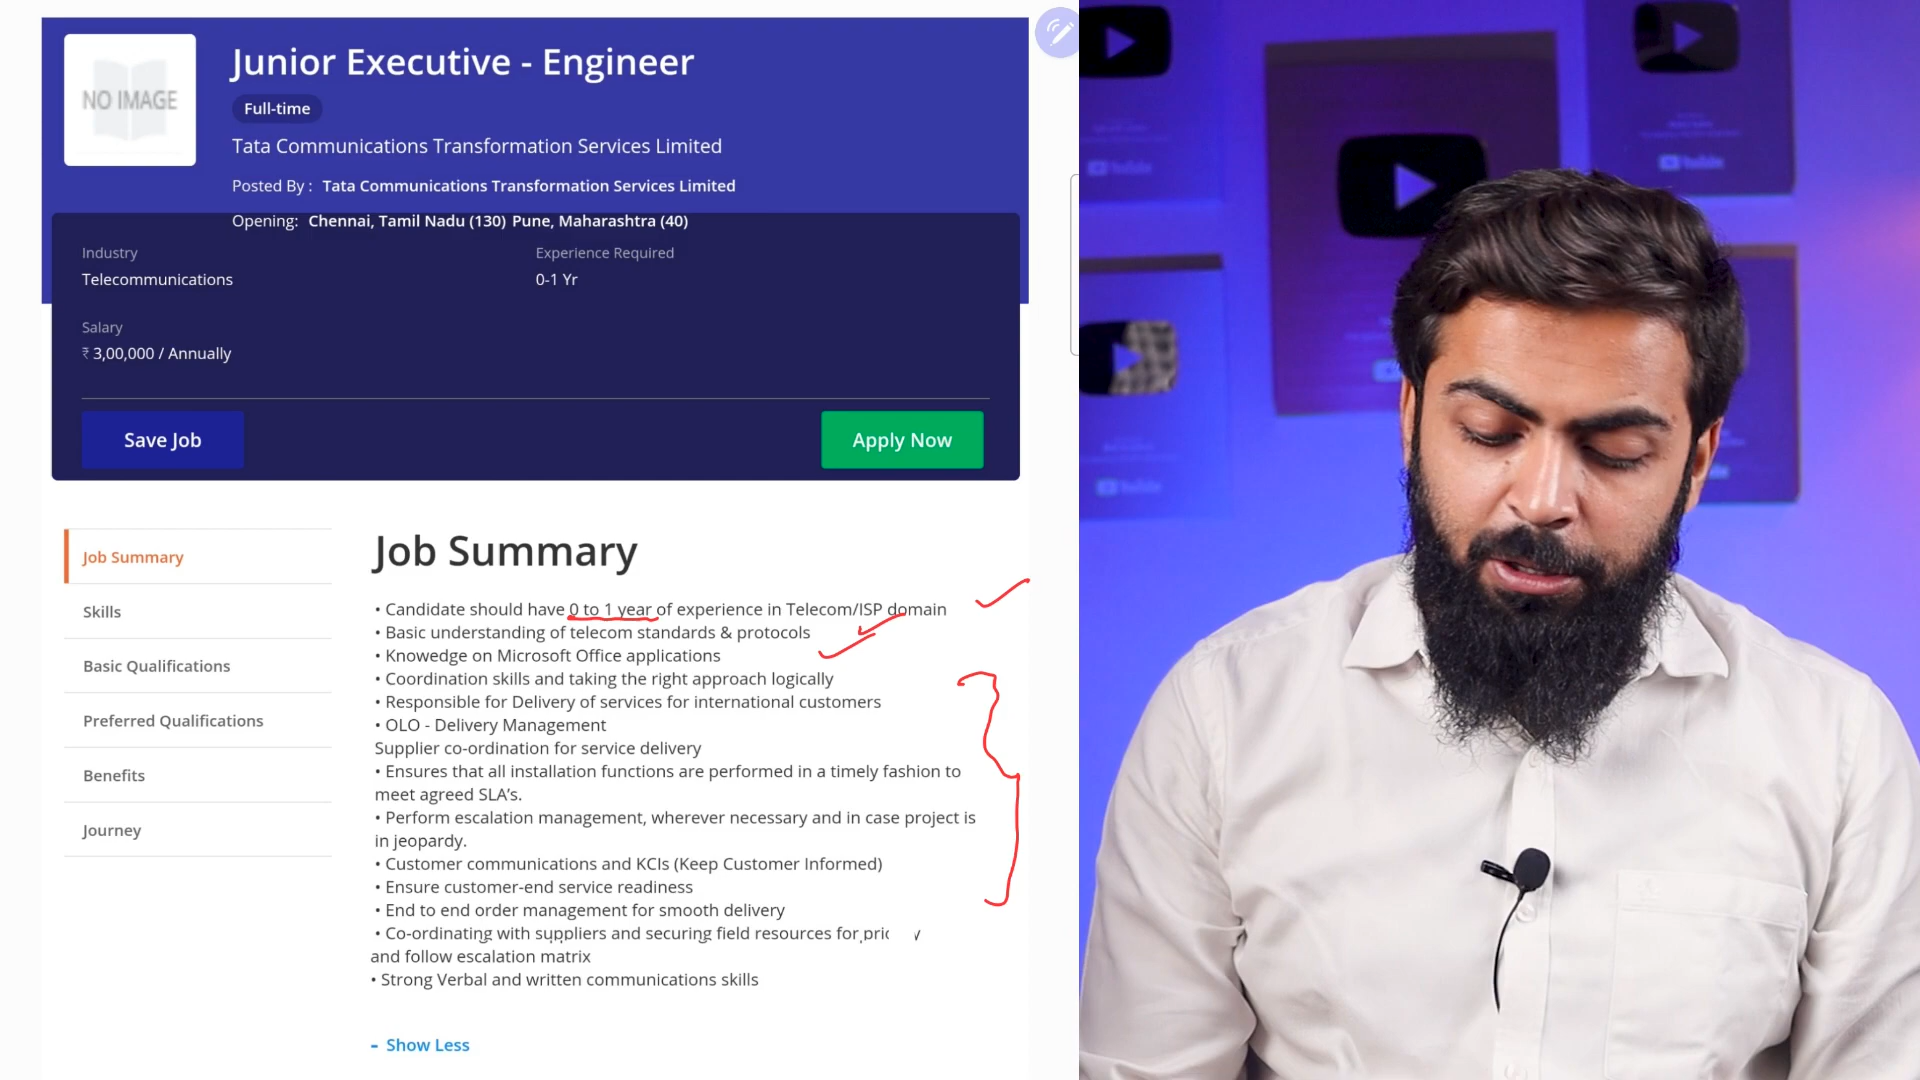 NO IMAGE
Junior Executive - Engineer
Full-time
Tata Communications Transformation Services Limited
Posted By : Tata Communications Transformation Services Limited
Opening: Chennai, Tamil Nadu (130) Pune, Maharashtra (40)
Industry
Telecommunications
Experience Required
0-1 Yr
Salary
₹ 3,00,000 / Annually
Save Job
Apply Now
Job Summary
Skills
Basic Qualifications
Preferred Qualifications
Benefits
Journey
Job Summary
• Candidate should have 0 to 1 year of experience in Telecom/ISP domain
• Basic understanding of telecom standards & protocols
• Knowedge on Microsoft Office applications
• Coordination skills and taking the right approach logically
• Responsible for Delivery of services for international customers
• OLO - Delivery Management
Supplier co-ordination for service delivery
• Ensures that all installation functions are performed in a timely fashion to
meet agreed SLA's.
• Perform escalation management, wherever necessary and in case project is
in jeopardy.
• Customer communications and KCIs (Keep Customer Informed)
• Ensure customer-end service readiness
• End to end order management for smooth delivery
• Co-ordinating with suppliers and securing field resources for
and follow escalation matrix
• Strong Verbal and written communications skills
- Show Less
YouTube
YouTube
YouTube